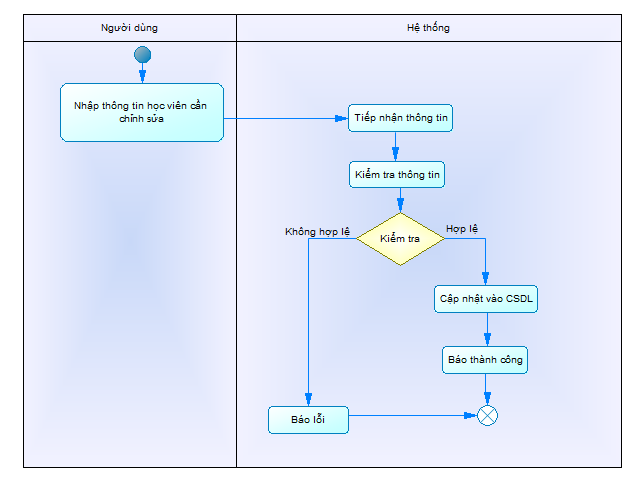 Người dùng
Hệ thống
Nhập thông tin học viên cần
chỉnh sửa
Tiếp nhận thông tin
Kiểm tra thông tin
Không hợp lệ
Kiểm tra
Hợp lệ
Cập nhật vào CSDL
Báo thành công
Báo lỗi